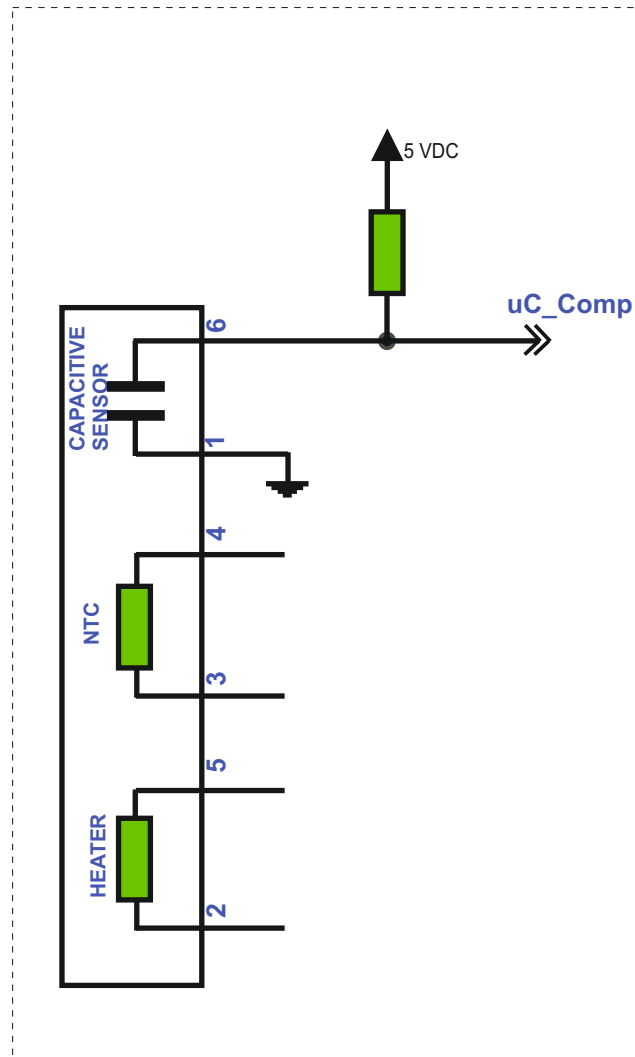 5 VDC
uC_Comp
6
CAPACITIVE
SENSOR
1
4
NTC
3
5
HEATER
2